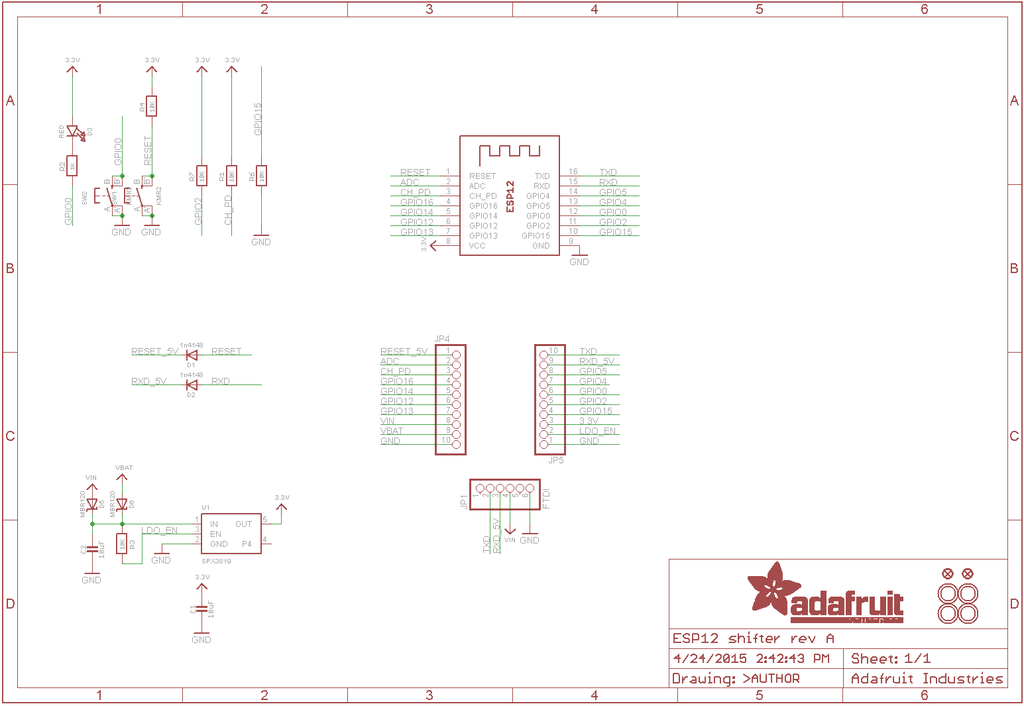 1 2 3 4 5 6
A
A
B
B
C
C
D
D
1 2 3 4 5 6
3.3V
3.3V
3.3V
3.3V
RED
D3
R2
1K
GPIO0
GPIO0
RESET
R4
10K
B
B
A
A
SW2
SW1
KMR2
KMR2
GND
GND
R7
10K
GPIO2
R1
10K
CH_PD
GPIO15
R6
10K
GND
ESP12
RESET 1 RESET
ADC 2 ADC
CH_PD 3 CH_PD
GPIO16 4 GPIO16
GPIO14 5 GPIO14
GPIO12 6 GPIO12
GPIO13 7 GPIO13
3.3V 8 VCC
TXD 16 TXD
RXD 15 RXD
GPIO4 14 GPIO5
GPIO5 13 GPIO4
GPIO0 12 GPIO0
GPIO2 11 GPIO2
GPIO15 10 GPIO15
GND 9
GND
1n4148
RESET_5V RESET
D1
1n4148
RXD_5V RXD
D2
JP4
RESET_5V 1
ADC 2
CH_PD 3
GPIO16 4
GPIO14 5
GPIO12 6
GPIO13 7
VIN 8
VBAT 9
GND 10
10 TXD
9 RXD_5V
8 GPIO5
7 GPIO4
6 GPIO0
5 GPIO2
4 GPIO15
3 3.3V
2 LDO_EN
1 GND
JP5
JP1
1 2 3 4 5 6
FTDI
TXD
RXD_5V
VIN
GND
VIN
VBAT
MBR120
D5
MBR120
D6
C2
10uF
GND
R3
10K
LDO_EN
GND
U1
1 IN OUT 5
3 EN
2 GND P4 4
SPX3819
3.3V
3.3V
C1
10uF
GND
adafruit
ESP12 shifter rev A
4/24/2015 2:42:43 PM
Sheet: 1/1
Drawing: >AUTHOR
Adafruit Industries